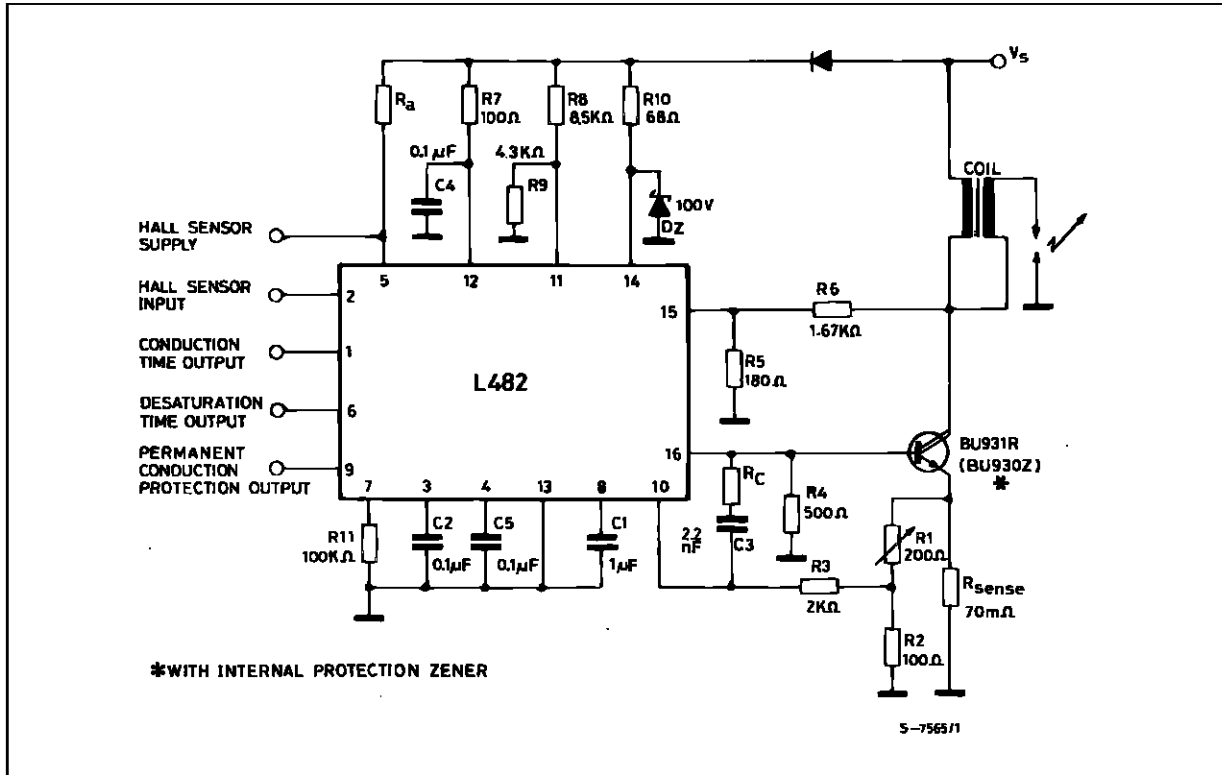 Vs
Ra
R7
100Ω
R8
8,5KΩ
R10
68Ω
0.1µF
C4
4.3KΩ
R9
100V
DZ
COIL
HALL SENSOR
SUPPLY
5
12
11
14
HALL SENSOR
INPUT
2
15
R6
1.67KΩ
CONDUCTION
TIME OUTPUT
1
R5
180Ω
L482
DESATURATION
TIME OUTPUT
6
PERMANENT
CONDUCTION
PROTECTION OUTPUT
9
16
BU931R
(BU930Z)
*
7
3
4
13
8
10
RC
R4
500Ω
R11
100KΩ
C2
0.1µF
C5
0.1µF
C1
1µF
2.2
nF
C3
R3
2KΩ
R1
200Ω
Rsense
70mΩ
R2
100Ω
*WITH INTERNAL PROTECTION ZENER
S-7565/1